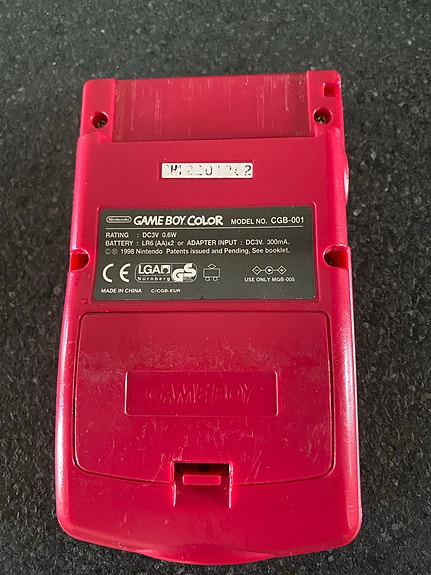 Nintendo GAME BOY COLOR MODEL NO. CGB-001
RATING : DC3V 0.6W
BATTERY : LR6 (AA)x2 or ADAPTER INPUT : DC3V. 300mA.
©Ⓜ 1998 Nintendo Patents issued and Pending, See booklet.
CE LGA Nürnberg GS
USE ONLY MGB-005
MADE IN CHINA C/CGB-EUR
GAME BOY